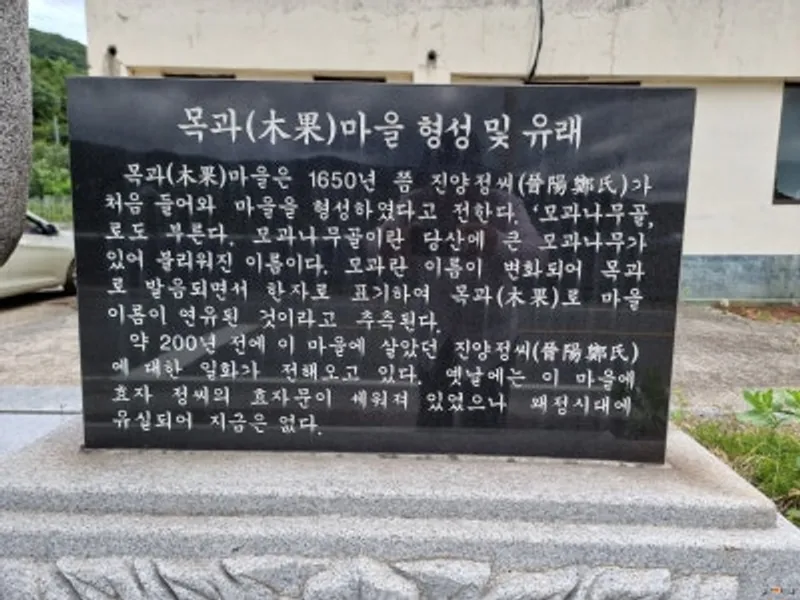 목과(木果)마을 형성 및 유래
목과(木果)마을은 1650년 쯤 진양정씨(晉陽鄭氏)가
처음 들어와 마을을 형성하였다고 전한다. ‘모과나무골,
로도 부른다. 모과나무골이란 당산에 큰 모과나무가
있어 불리워진 이름이다. 모과란 이름이 변화되어 목과
로 발음되면서 한자로 표기하여 목과(木果)로 마을
이름이 연유된 것이라고 추측된다.
약 200년 전에 이 마을에 살았던 진양정씨(晉陽鄭氏)
에 대한 일화가 전해오고 있다. 옛날에는 이 마을에
효자 정씨의 효자문이 세워져 있었으나 왜정시대에
유실되어 지금은 없다.